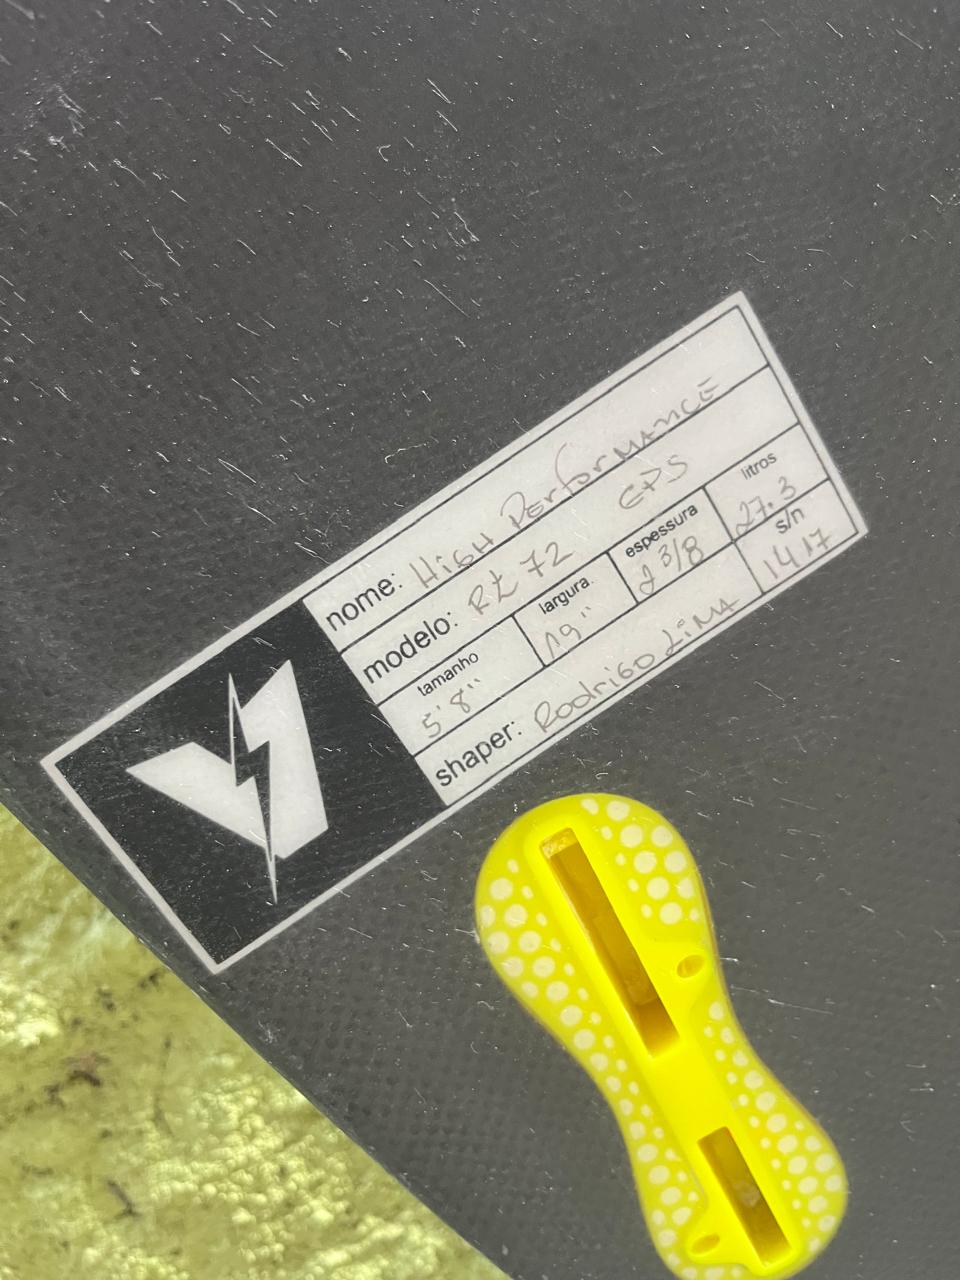 nome: HiGH PerforMANCE
modelo: RL 72 EPS
tamanho largura. espessura litros
5'8" 19" 2 3/8 27.3
s/n
shaper: RodriGo LiMA 1417